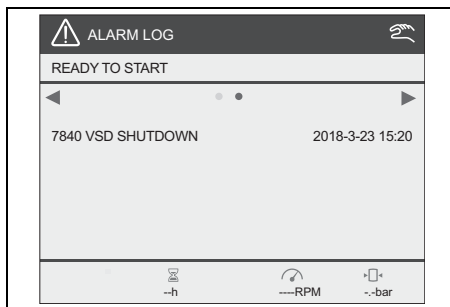 ALARM LOG
READY TO START
7840 VSD SHUTDOWN 2018-3-23 15:20
--h ----RPM -.-bar